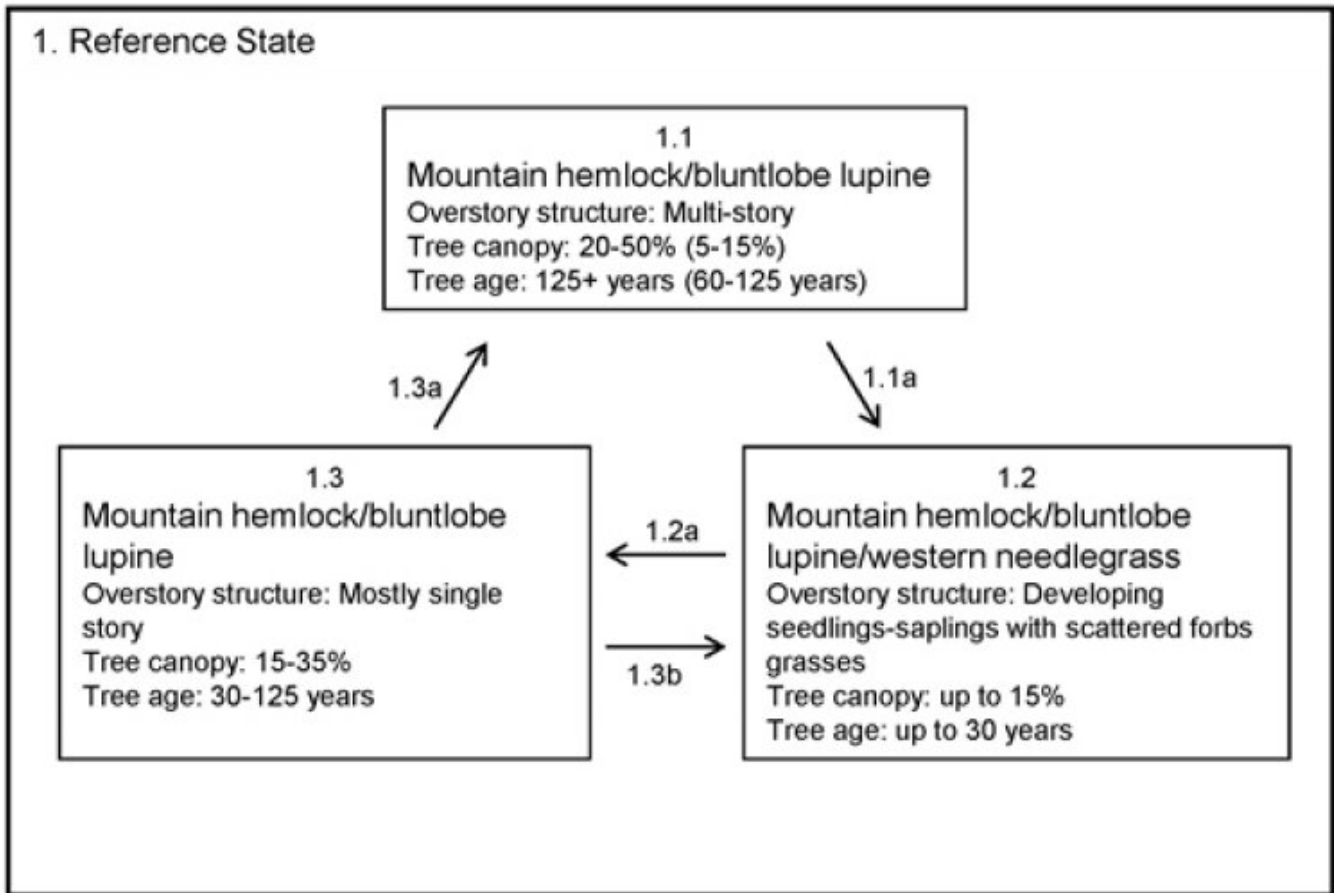 1. Reference State
1.1
Mountain hemlock/bluntlobe lupine
Overstory structure: Multi-story
Tree canopy: 20-50% (5-15%)
Tree age: 125+ years (60-125 years)
1.3a
1.1a
1.3
Mountain hemlock/bluntlobe
lupine
Overstory structure: Mostly single
story
Tree canopy: 15-35%
Tree age: 30-125 years
1.2a
1.3b
1.2
Mountain hemlock/bluntlobe
lupine/western needlegrass
Overstory structure: Developing
seedlings-saplings with scattered forbs
grasses
Tree canopy: up to 15%
Tree age: up to 30 years